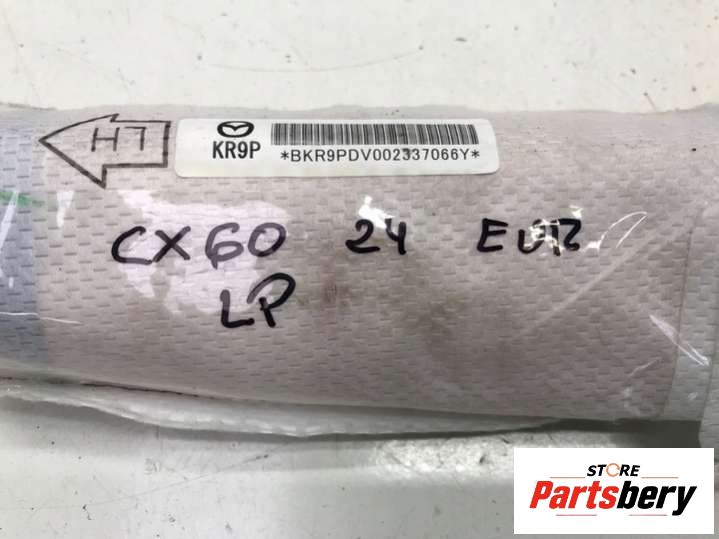 LH
KR9P
*BKR9PDV002337066Y*
CX60 24 EUR
LP
STORE
Partsbery